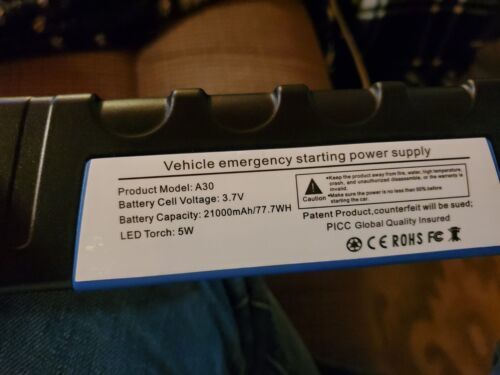 Vehicle emergency starting power supply
Product Model: A30
Battery Cell Voltage: 3.7V
Battery Capacity: 21000mAh/77.7WH
LED Torch: 5W
Caution
•Keep the product away from fire, water, high temperature,
crash, and unauthorized disassemble, or the warranty is
invalid.
•Make sure the power is no less than 50% before
starting the car.
Patent Product,counterfeit will be sued;
PICC Global Quality Insured
CE ROHS FC